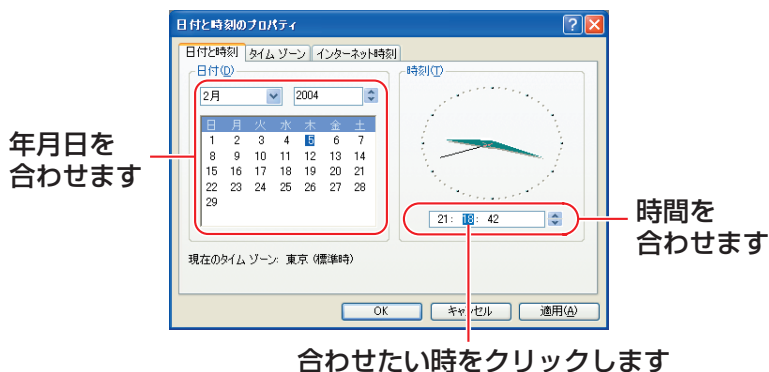 日付と時刻のプロパティ
日付と時刻 タイム ゾーン インターネット時刻
日付(D)
時刻(T)
2月 2004
日 月 火 水 木 金 土
1 2 3 4 5 6 7
8 9 10 11 12 13 14
15 16 17 18 19 20 21
22 23 24 25 26 27 28
29
21: 18: 42
現在のタイム ゾーン: 東京 (標準時)
OK キャンセル 適用(A)
年月日を
合わせます
時間を
合わせます
合わせたい時をクリックします